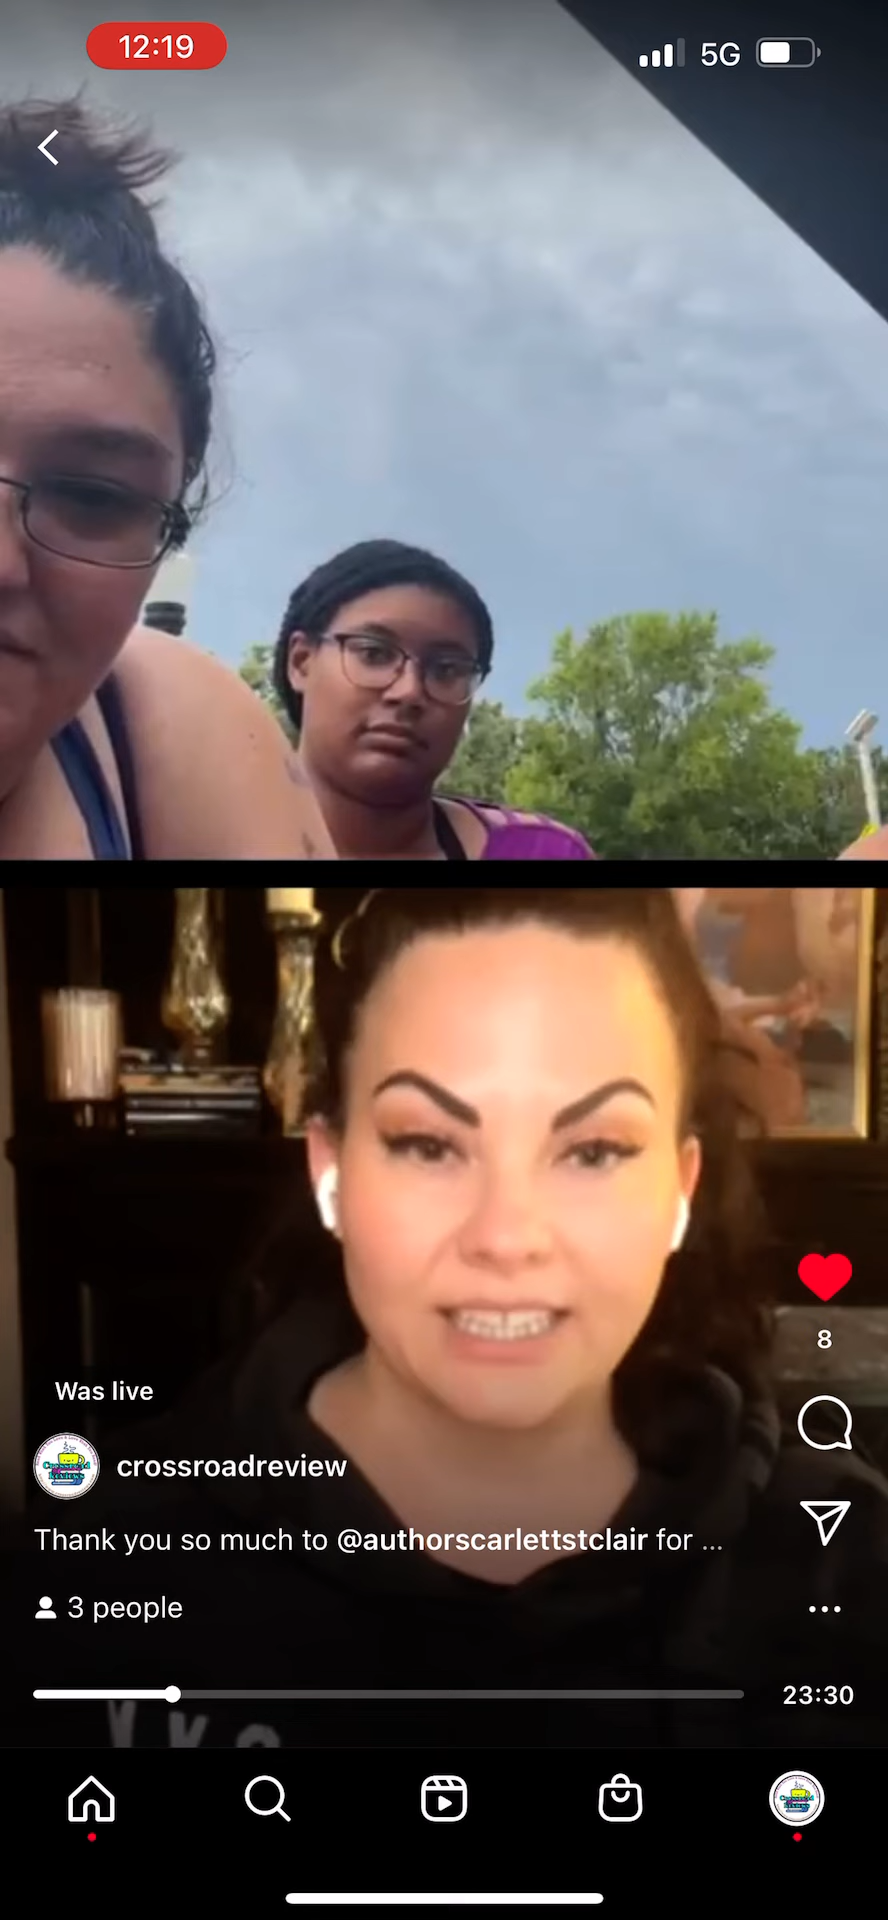 12:19
5G
8
Was live
crossroadreview
Thank you so much to @authorscarlettstclair for ...
3 people
23:30